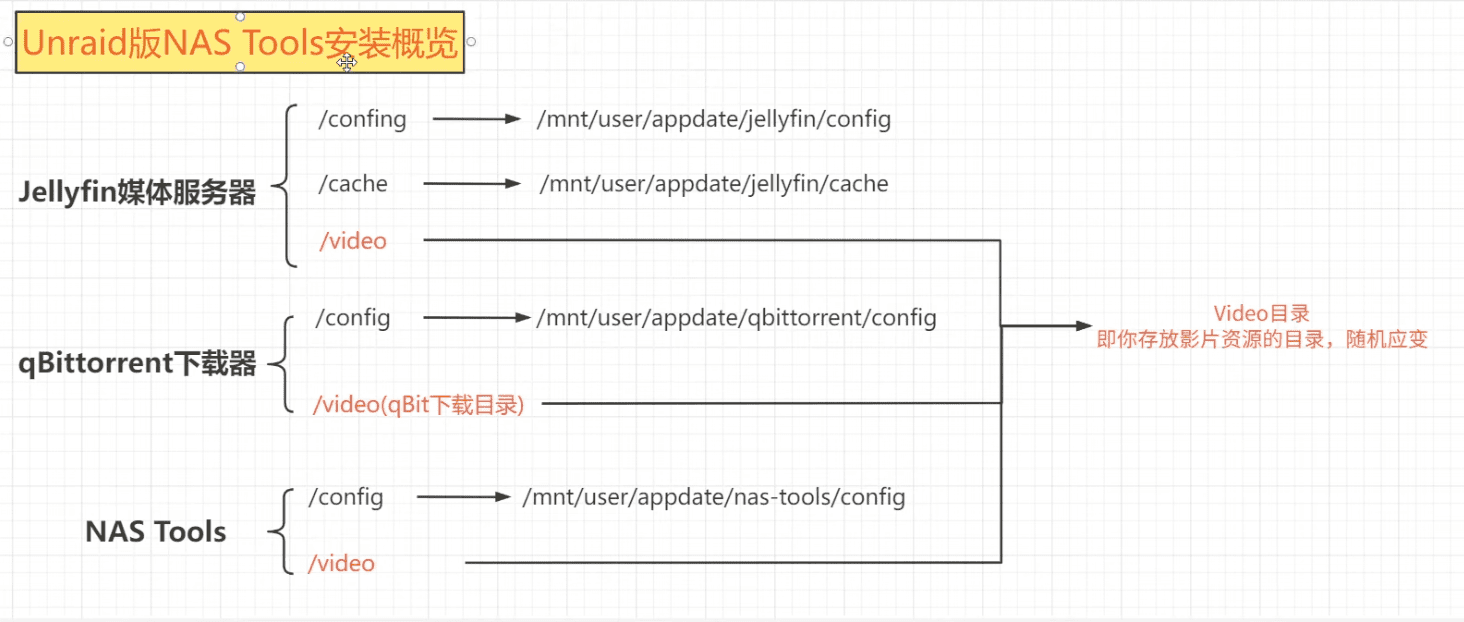 Unraid版NAS Tools安装概览
/confing /mnt/user/appdate/jellyfin/config
Jellyfin媒体服务器 /cache /mnt/user/appdate/jellyfin/cache
/video
/config /mnt/user/appdate/qbittorrent/config
Video目录
即你存放影片资源的目录，随机应变
qBittorrent下载器
/video(qBit下载目录)
/config /mnt/user/appdate/nas-tools/config
NAS Tools
/video